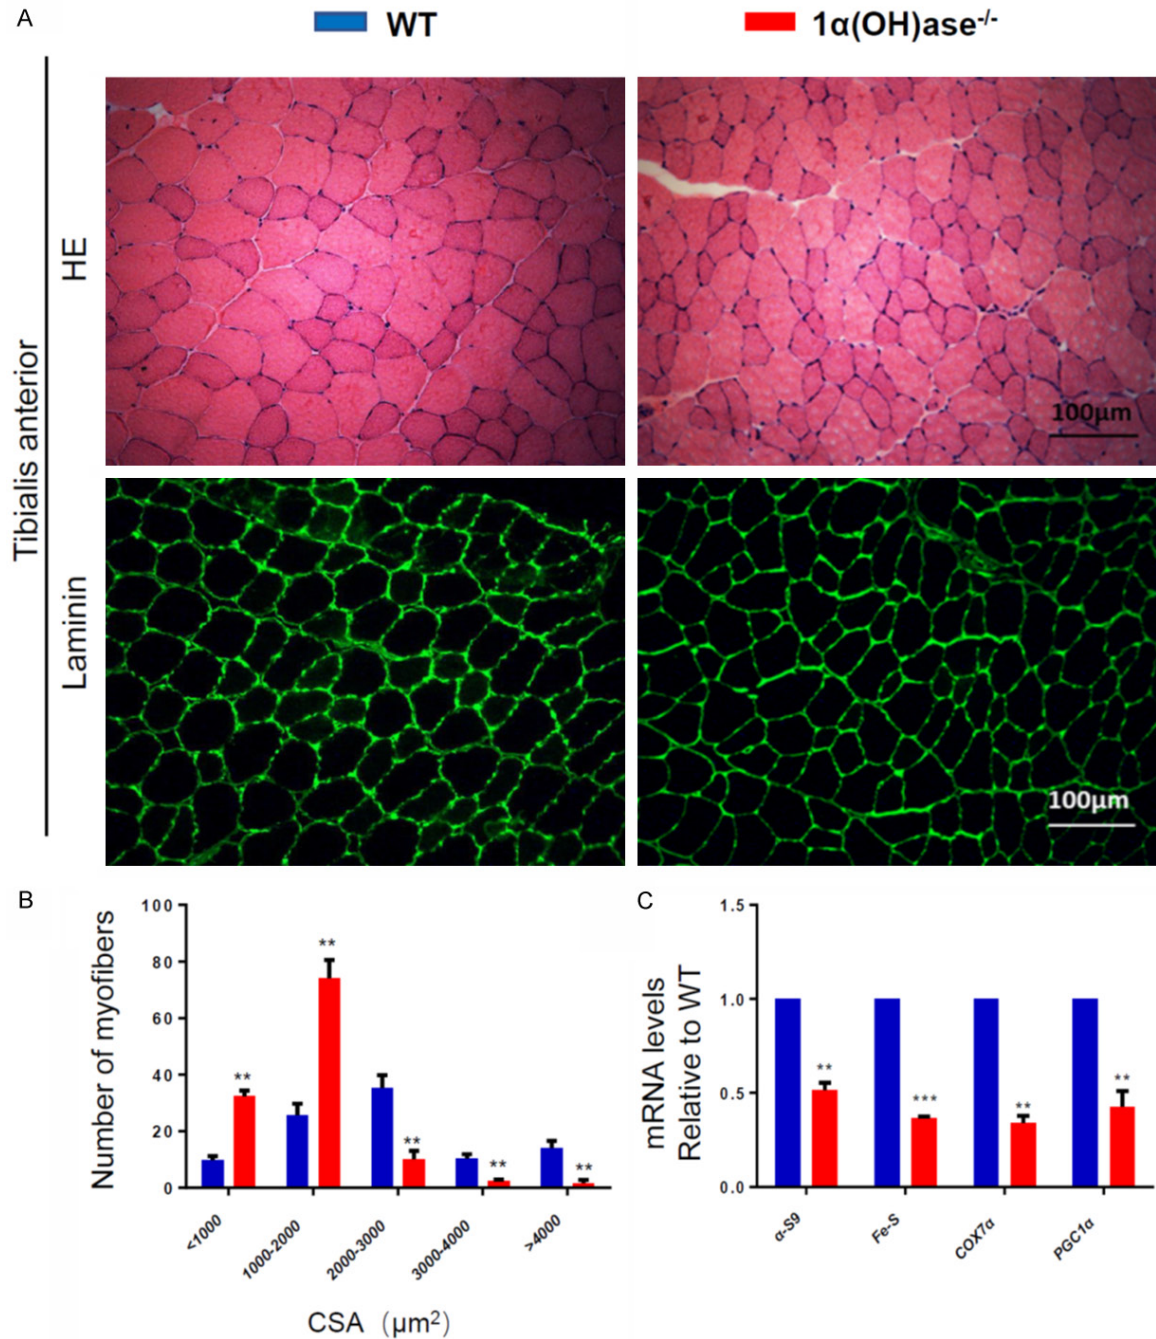 A
WT
1α(OH)ase-/-
Tibialis anterior
HE
Laminin
100μm
100μm
B
Number of myofibers
100
80
60
40
20
0
**
**
**
**
**
<1000
1000-2000
2000-3000
3000-4000
>4000
CSA (μm²)
C
mRNA levels
Relative to WT
1.5
1.0
0.5
0.0
**
***
**
**
α-S9
Fe-S
COX7α
PGC1α